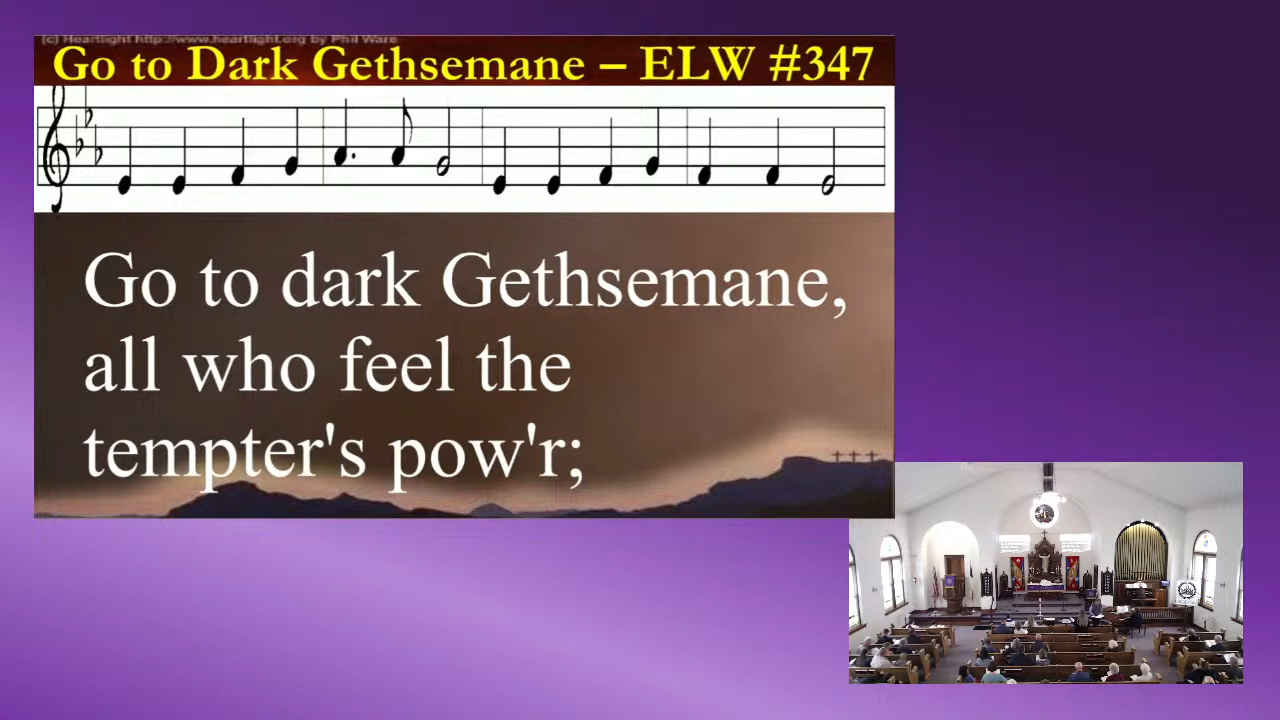 (c) Heartlight http://www.heartlight.org by Phil Ware
Go to Dark Gethsemane – ELW #347
Go to dark Gethsemane,
all who feel the
tempter's pow'r;